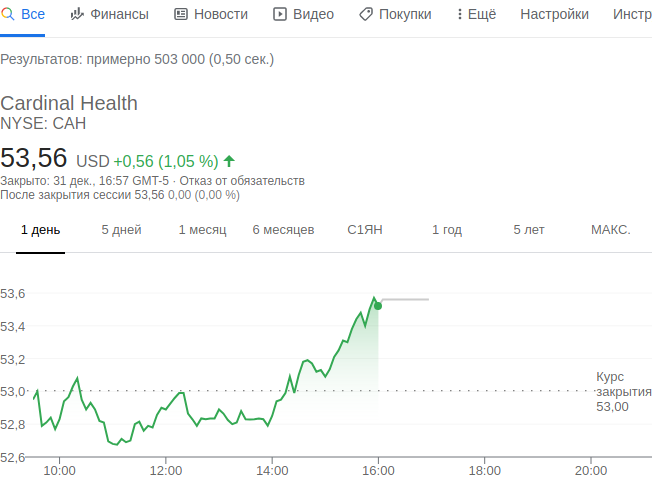 Все Финансы Новости Видео Покупки Ещё Настройки Инстр
Результатов: примерно 503 000 (0,50 сек.)
Cardinal Health
NYSE: CAH
53,56 USD +0,56 (1,05 %)
Закрыто: 31 дек., 16:57 GMT-5 · Отказ от обязательств
После закрытия сессии 53,56 0,00 (0,00 %)
1 день 5 дней 1 месяц 6 месяцев С1ЯН 1 год 5 лет МАКС.
53,6
53,4
53,2
53,0
52,8
52,6
Курс
закрытия
53,00
10:00 12:00 14:00 16:00 18:00 20:00